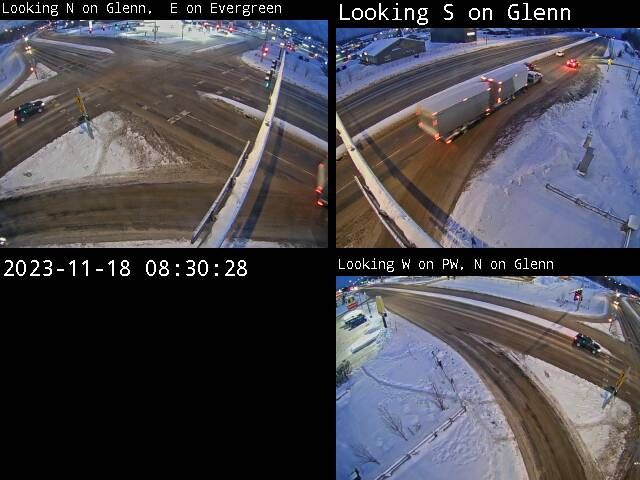 Looking N on Glenn,  E on Evergreen
Looking S on Glenn
2023-11-18 08:30:28
Looking W on PW, N on Glenn